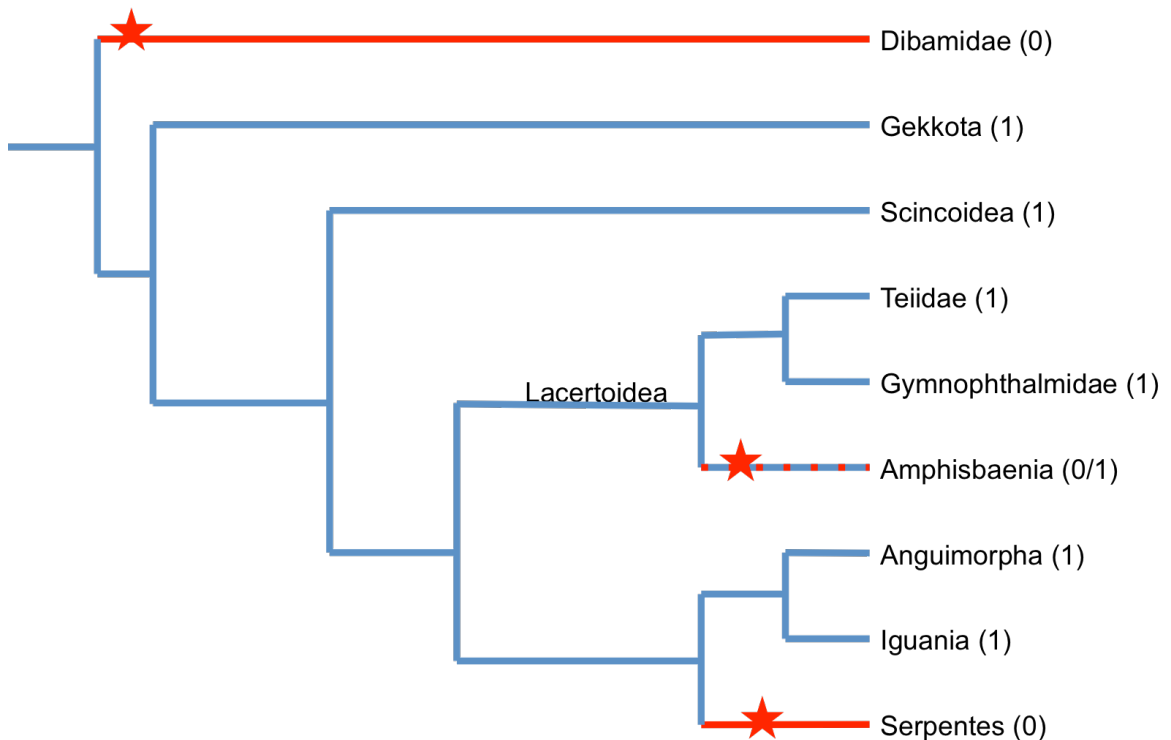 Dibamidae (0)
Gekkota (1)
Scincoidea (1)
Teiidae (1)
Lacertoidea
Gymnophthalmidae (1)
Amphisbaenia (0/1)
Anguimorpha (1)
Iguania (1)
Serpentes (0)